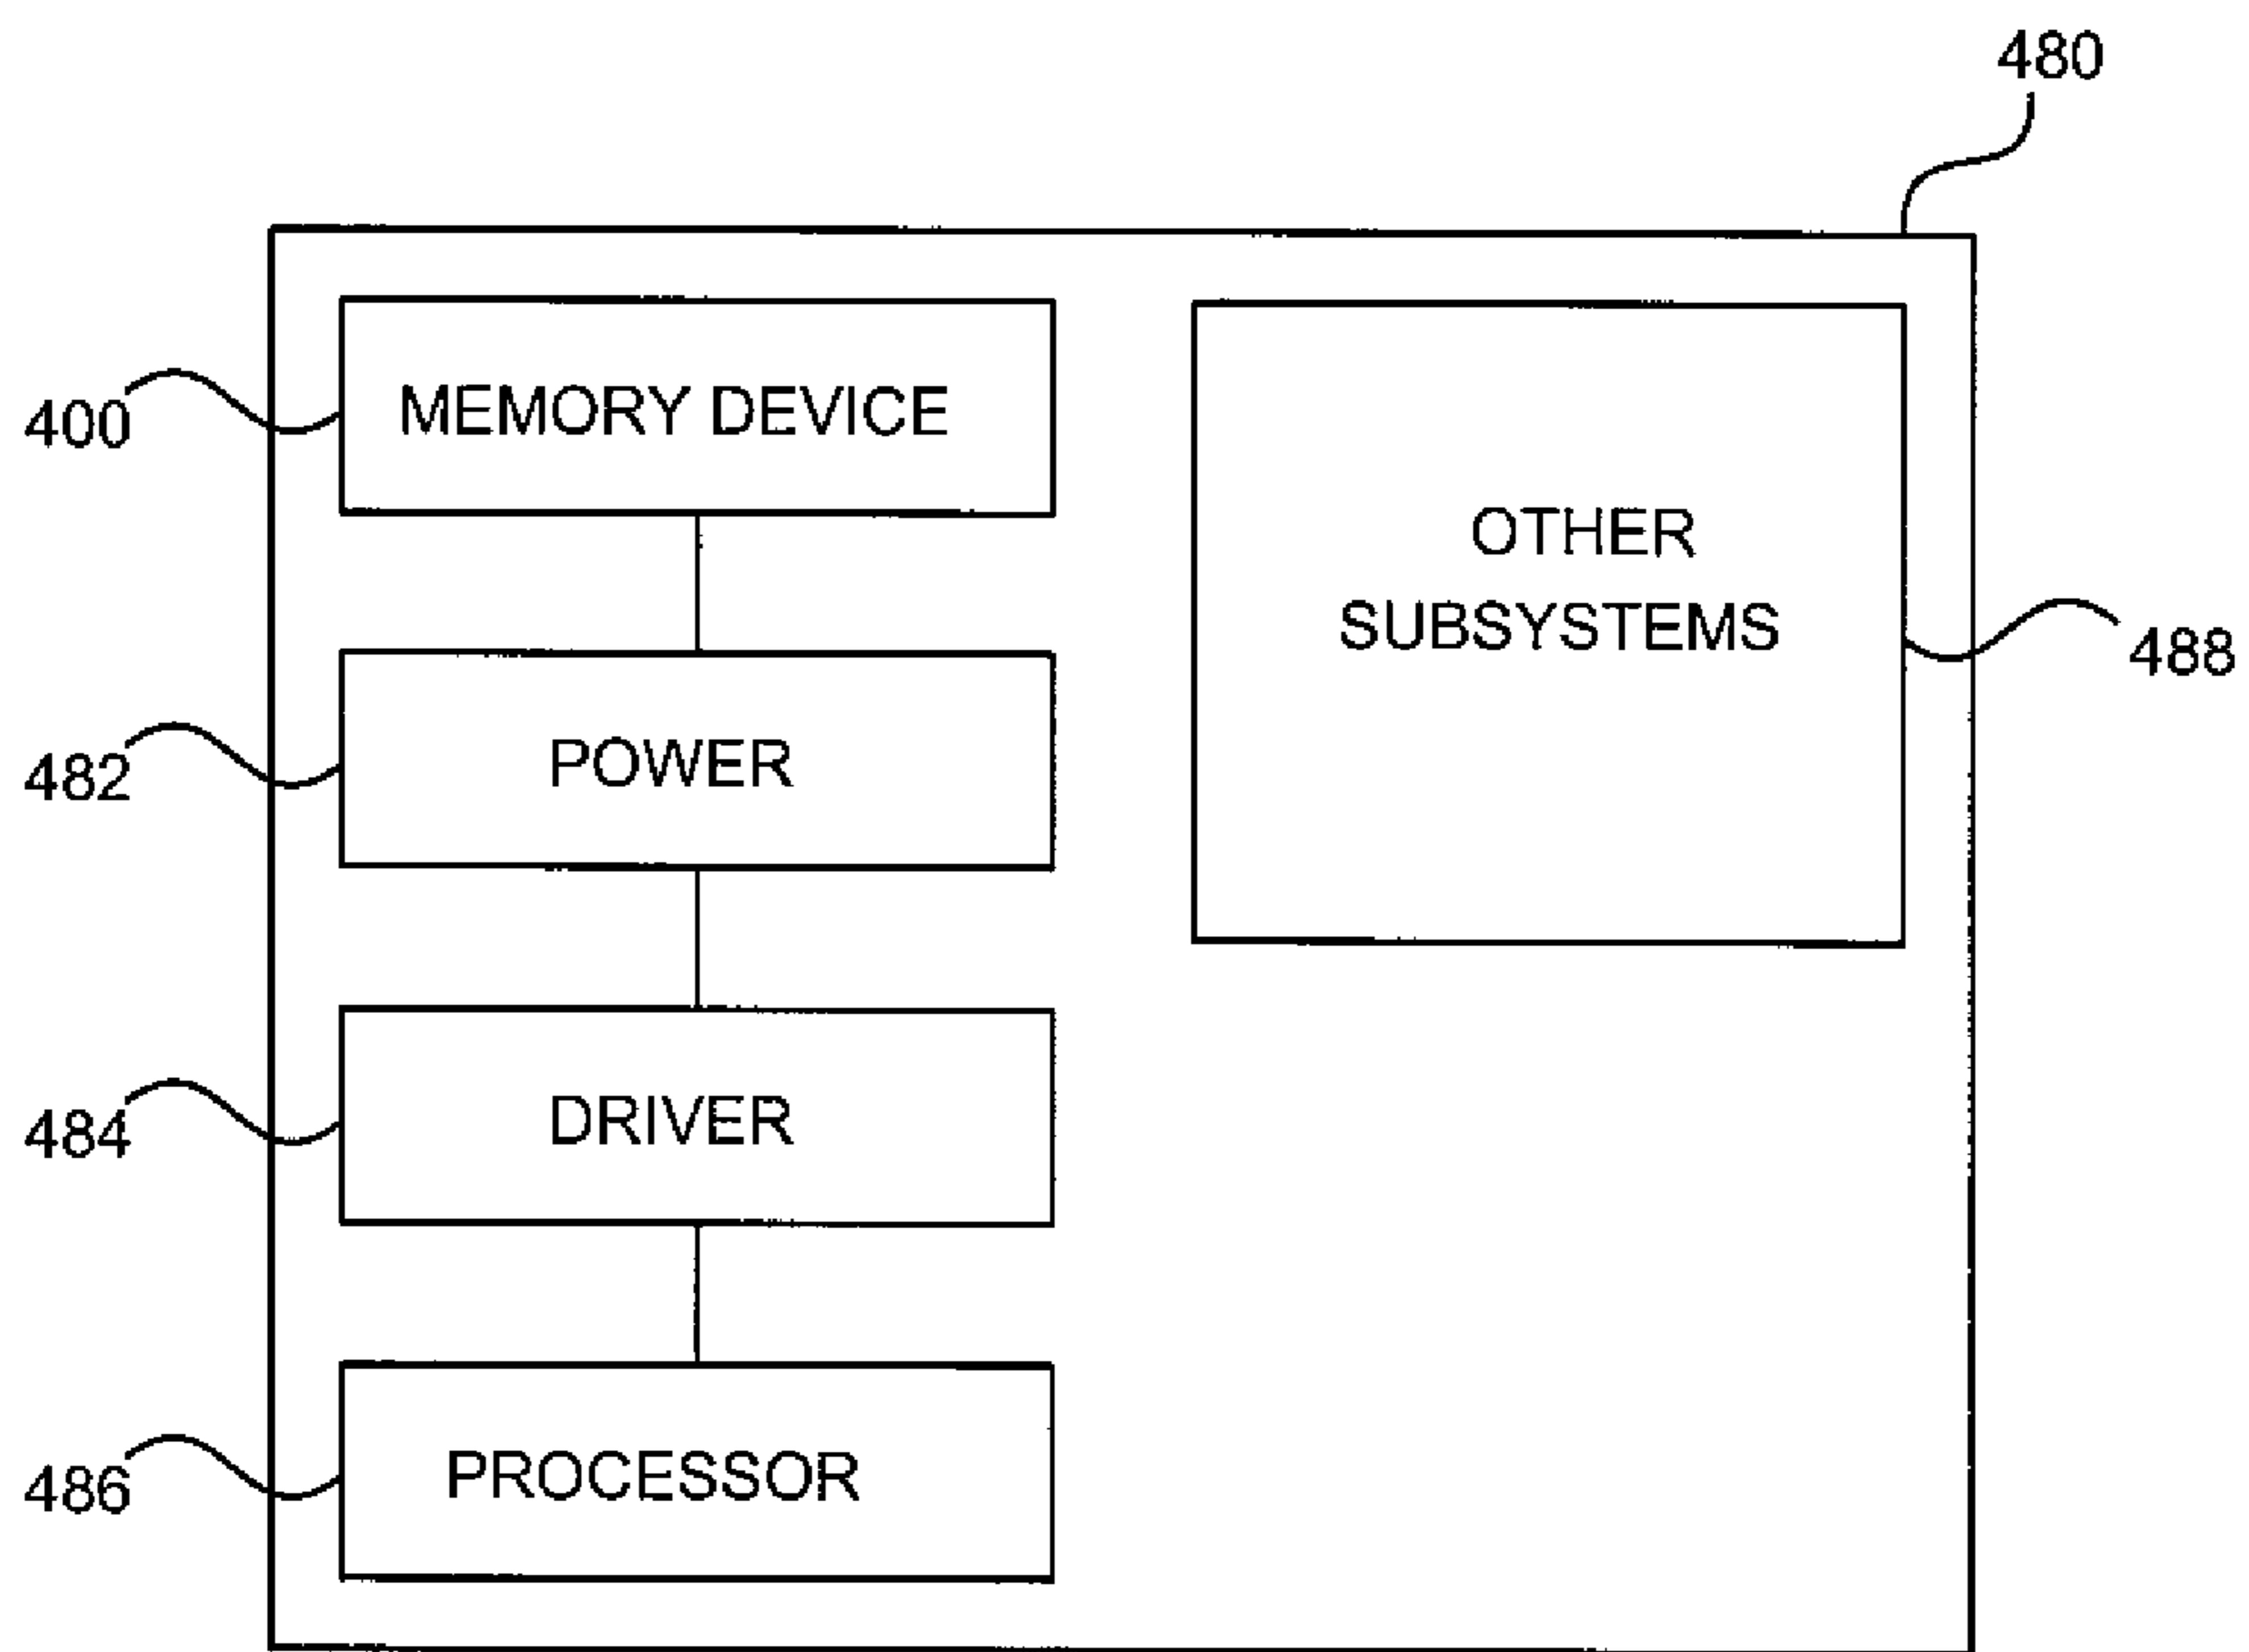 480
400
MEMORY DEVICE
OTHER
SUBSYSTEMS
488
482
POWER
484
DRIVER
486
PROCESSOR